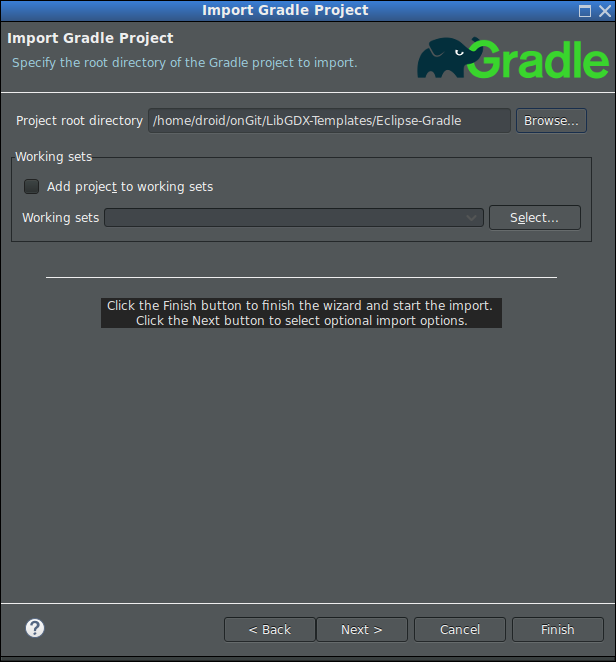 Import Gradle Project
Import Gradle Project
Specify the root directory of the Gradle project to import.
Gradle
Project root directory /home/droid/onGit/LibGDX-Templates/Eclipse-Gradle Browse...
Working sets
Add project to working sets
Working sets Select...
Click the Finish button to finish the wizard and start the import.
Click the Next button to select optional import options.
? < Back Next > Cancel Finish